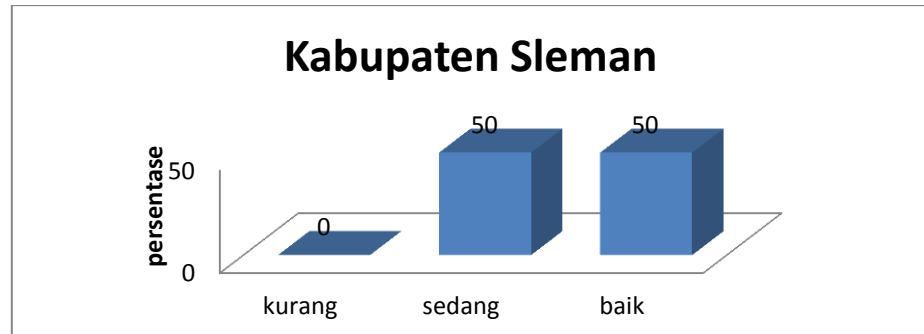 Kabupaten Sleman
persentase
50
0
0
50
50
kurang
sedang
baik